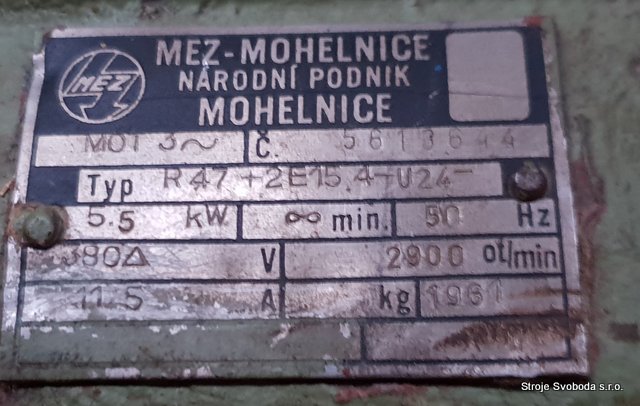 MEZ
MEZ-MOHELNICE
NÁRODNÍ PODNIK
MOHELNICE
MOT 3~ Č. 5613644
Typ R47+2E15.4-U24-
5.5 kW ∞ min. 50 Hz
380Δ V 2900 ot/min
11.5 A kg 1961
Stroje Svoboda s.r.o.